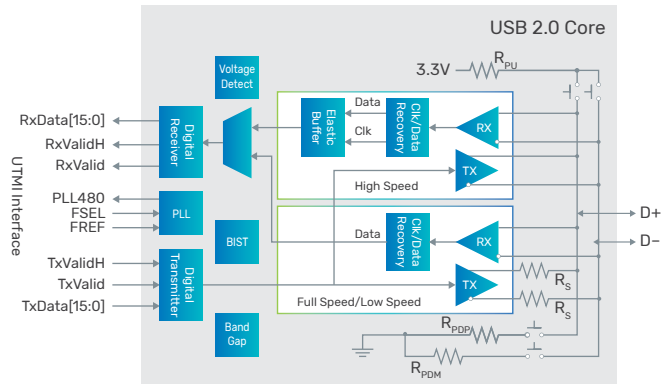 USB 2.0 Core
3.3V
RPU
Voltage
Detect
Data
Clk
Elastic
Buffer
Clk/Data
Recovery
RX
TX
High Speed
UTMI Interface
RxData[15:0]
RxValidH
RxValid
Digital
Receiver
PLL480
FSEL
FREF
PLL
BIST
Data
Clk/Data
Recovery
RX
TX
Full Speed/Low Speed
D+
D−
RS
RS
TxValidH
TxValid
TxData[15:0]
Digital
Transmitter
Band
Gap
RPDP
RPDM